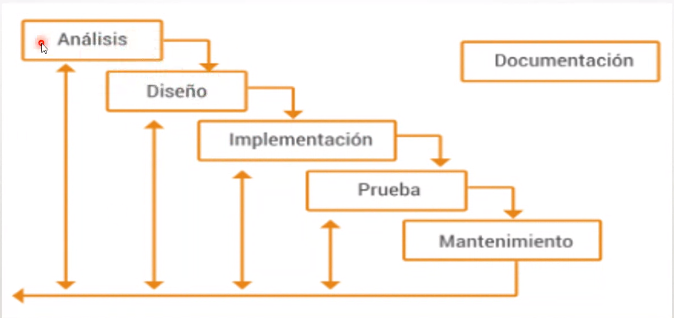 Análisis
Documentación
Diseño
Implementación
Prueba
Mantenimiento